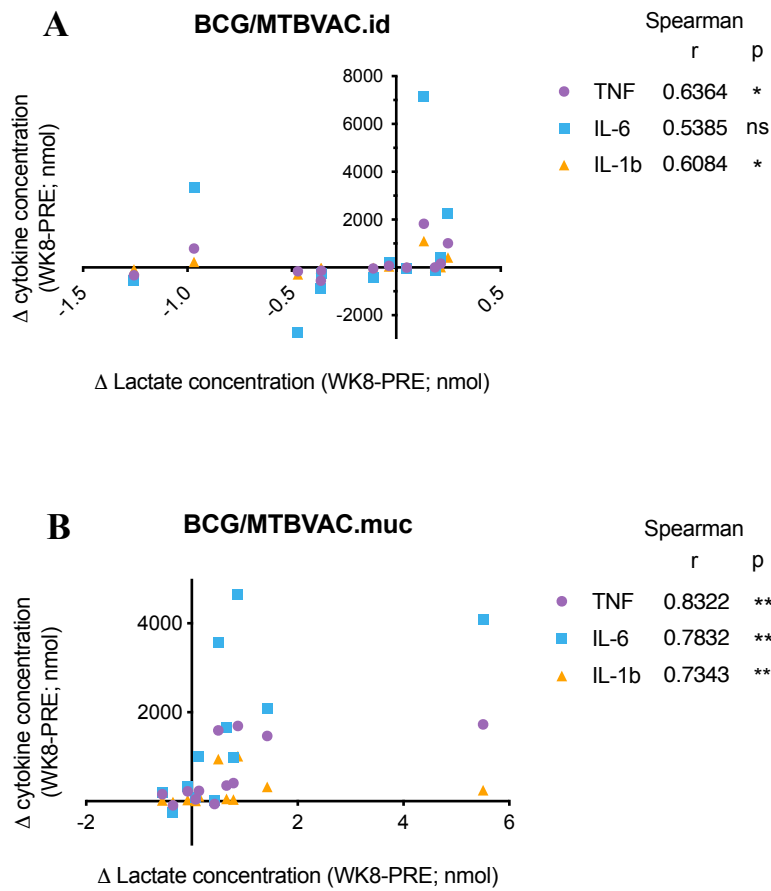 A
BCG/MTBVAC.id
Spearman
r p
TNF 0.6364 *
IL-6 0.5385 ns
IL-1b 0.6084 *
Δ cytokine concentration
(WK8-PRE; nmol)
8000
6000
4000
2000
-2000
-1.5 -1.0 -0.5 0.5
Δ Lactate concentration (WK8-PRE; nmol)
B
BCG/MTBVAC.muc
Spearman
r p
TNF 0.8322 **
IL-6 0.7832 **
IL-1b 0.7343 **
Δ cytokine concentration
(WK8-PRE; nmol)
4000
2000
0
-2 2 4 6
Δ Lactate concentration (WK8-PRE; nmol)